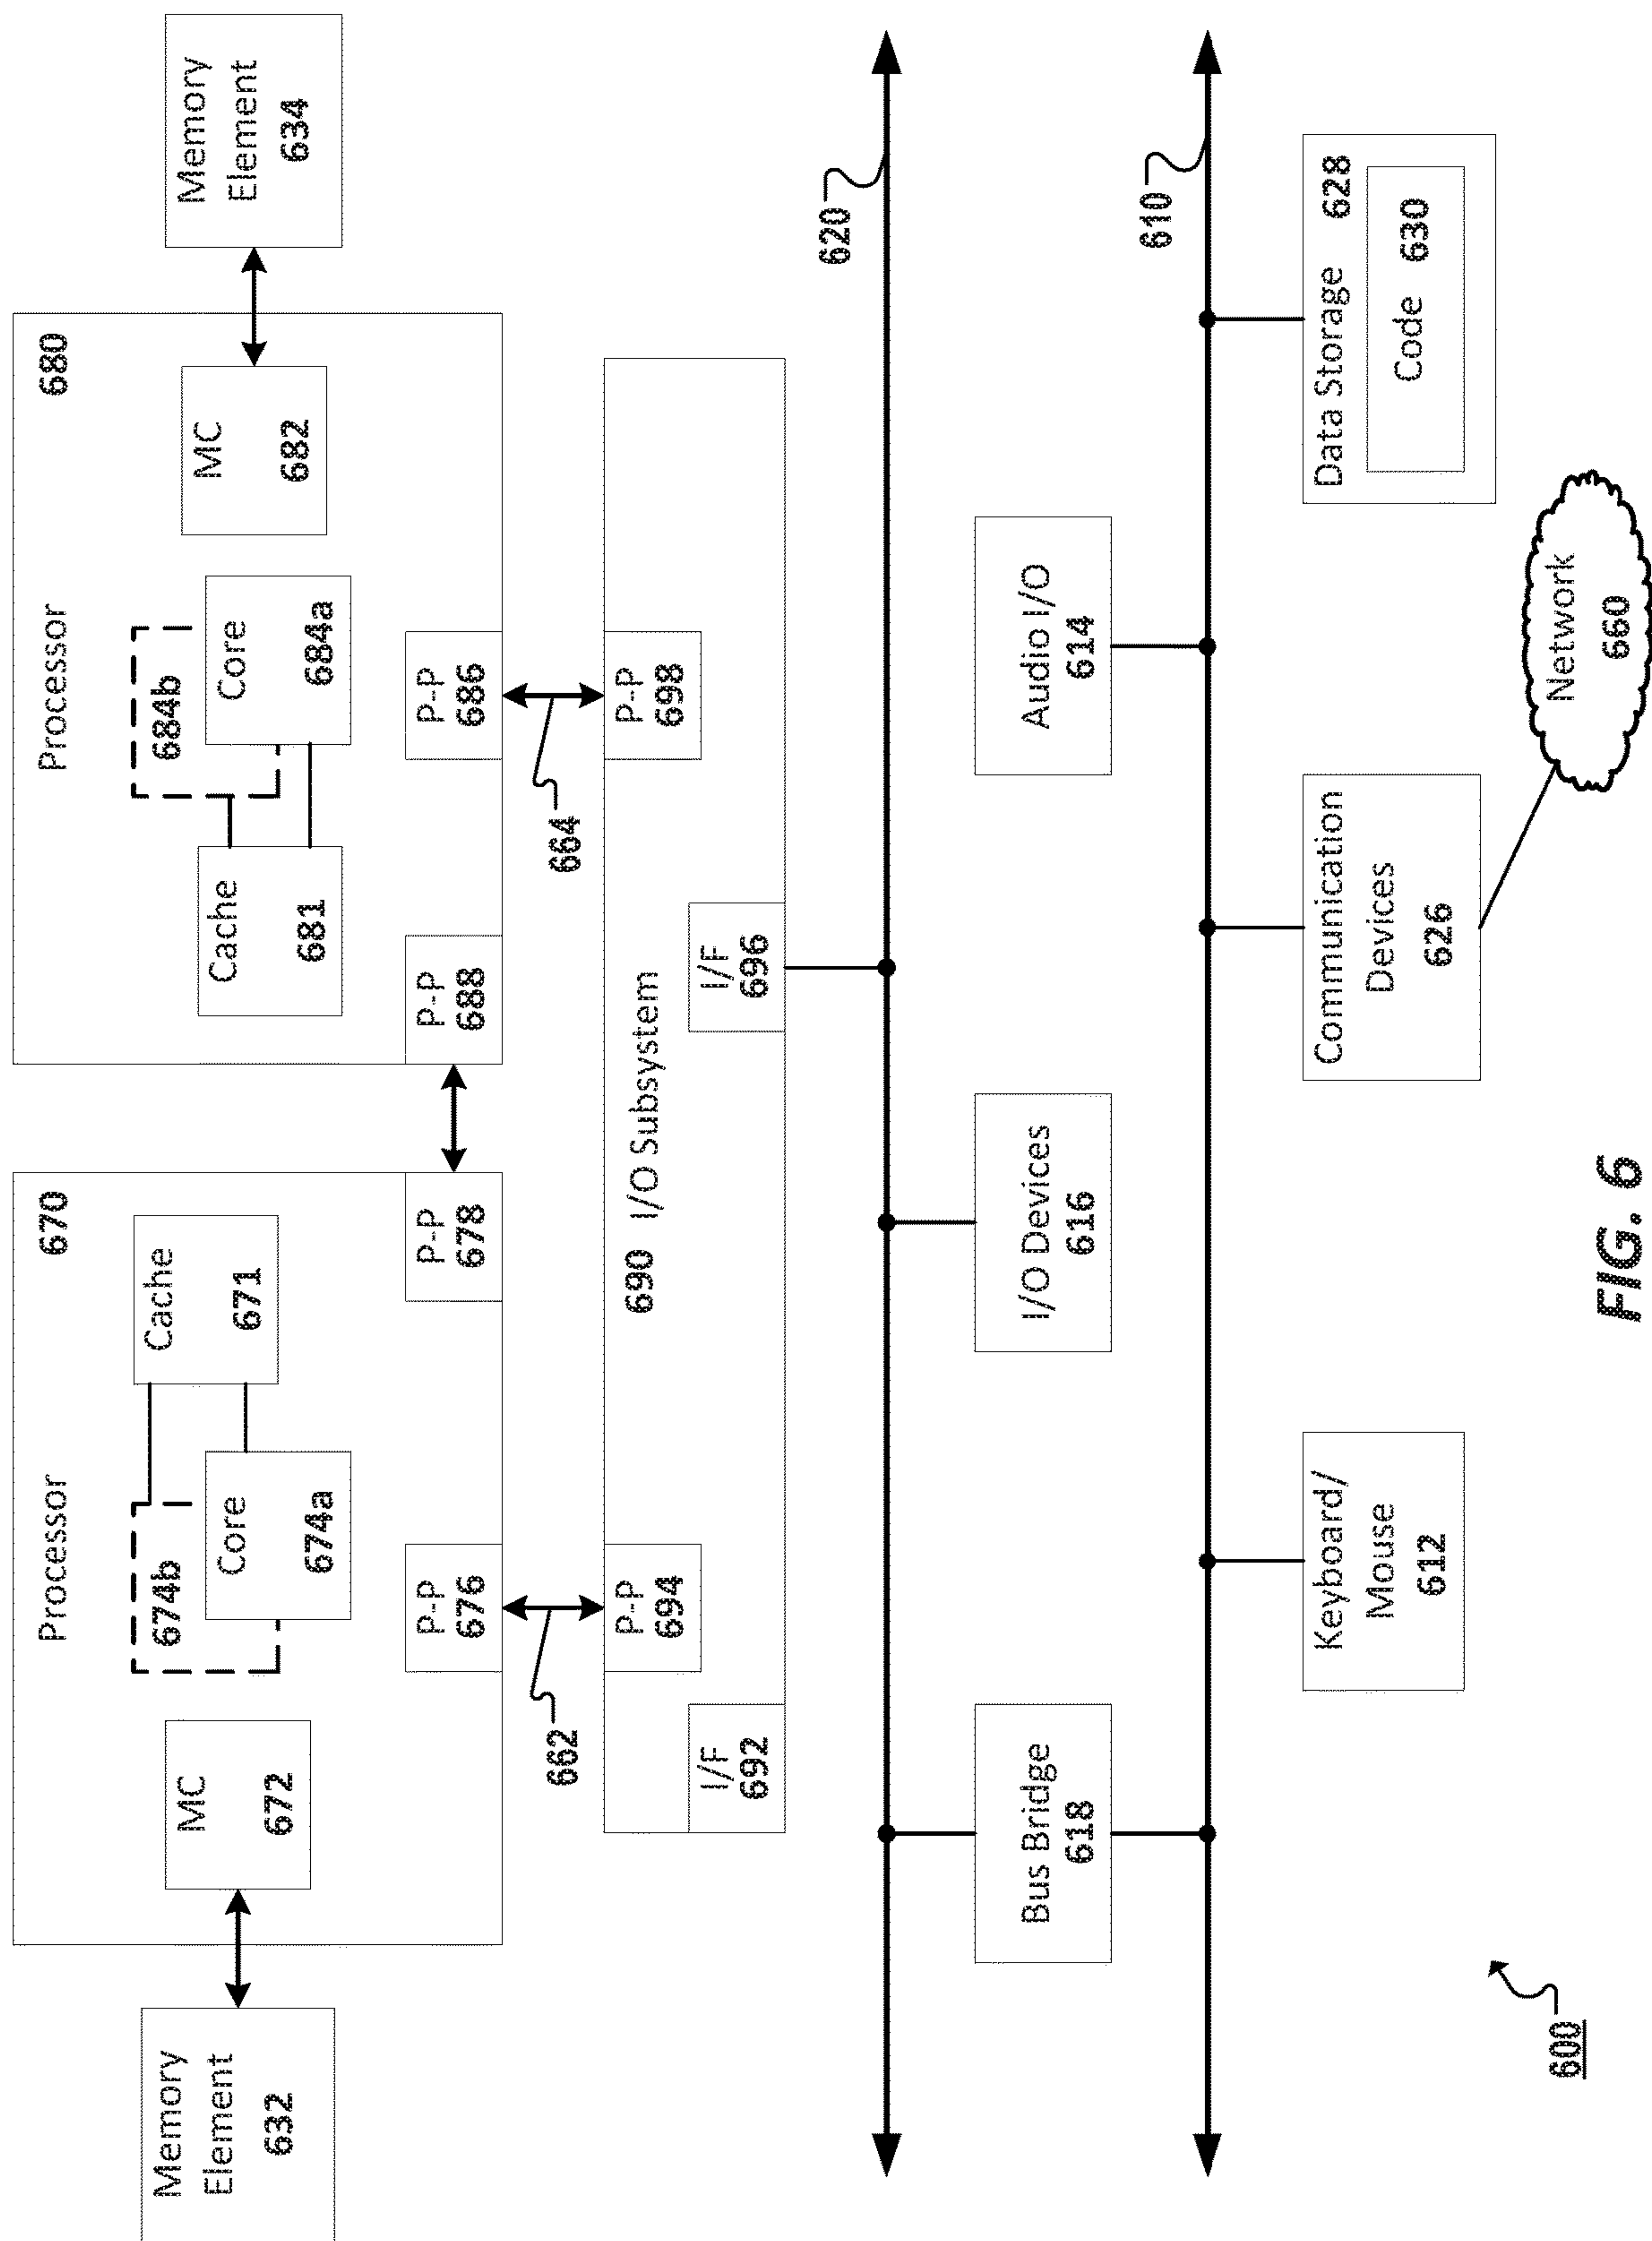 Memory
Element
632
Processor
670
MC
672
674b
Core
674a
Cache
671
P-P
676
P-P
678
Processor
680
Cache
681
684b
Core
684a
MC
682
P-P
688
P-P
686
Memory
Element
634
662
664
690 I/O Subsystem
P-P
694
P-P
698
I/F
692
I/F
696
620
Bus Bridge
618
I/O Devices
616
Audio I/O
614
610
Keyboard/
Mouse
612
Communication
Devices
626
Data Storage 628
Code 630
Network
660
600
FIG. 6